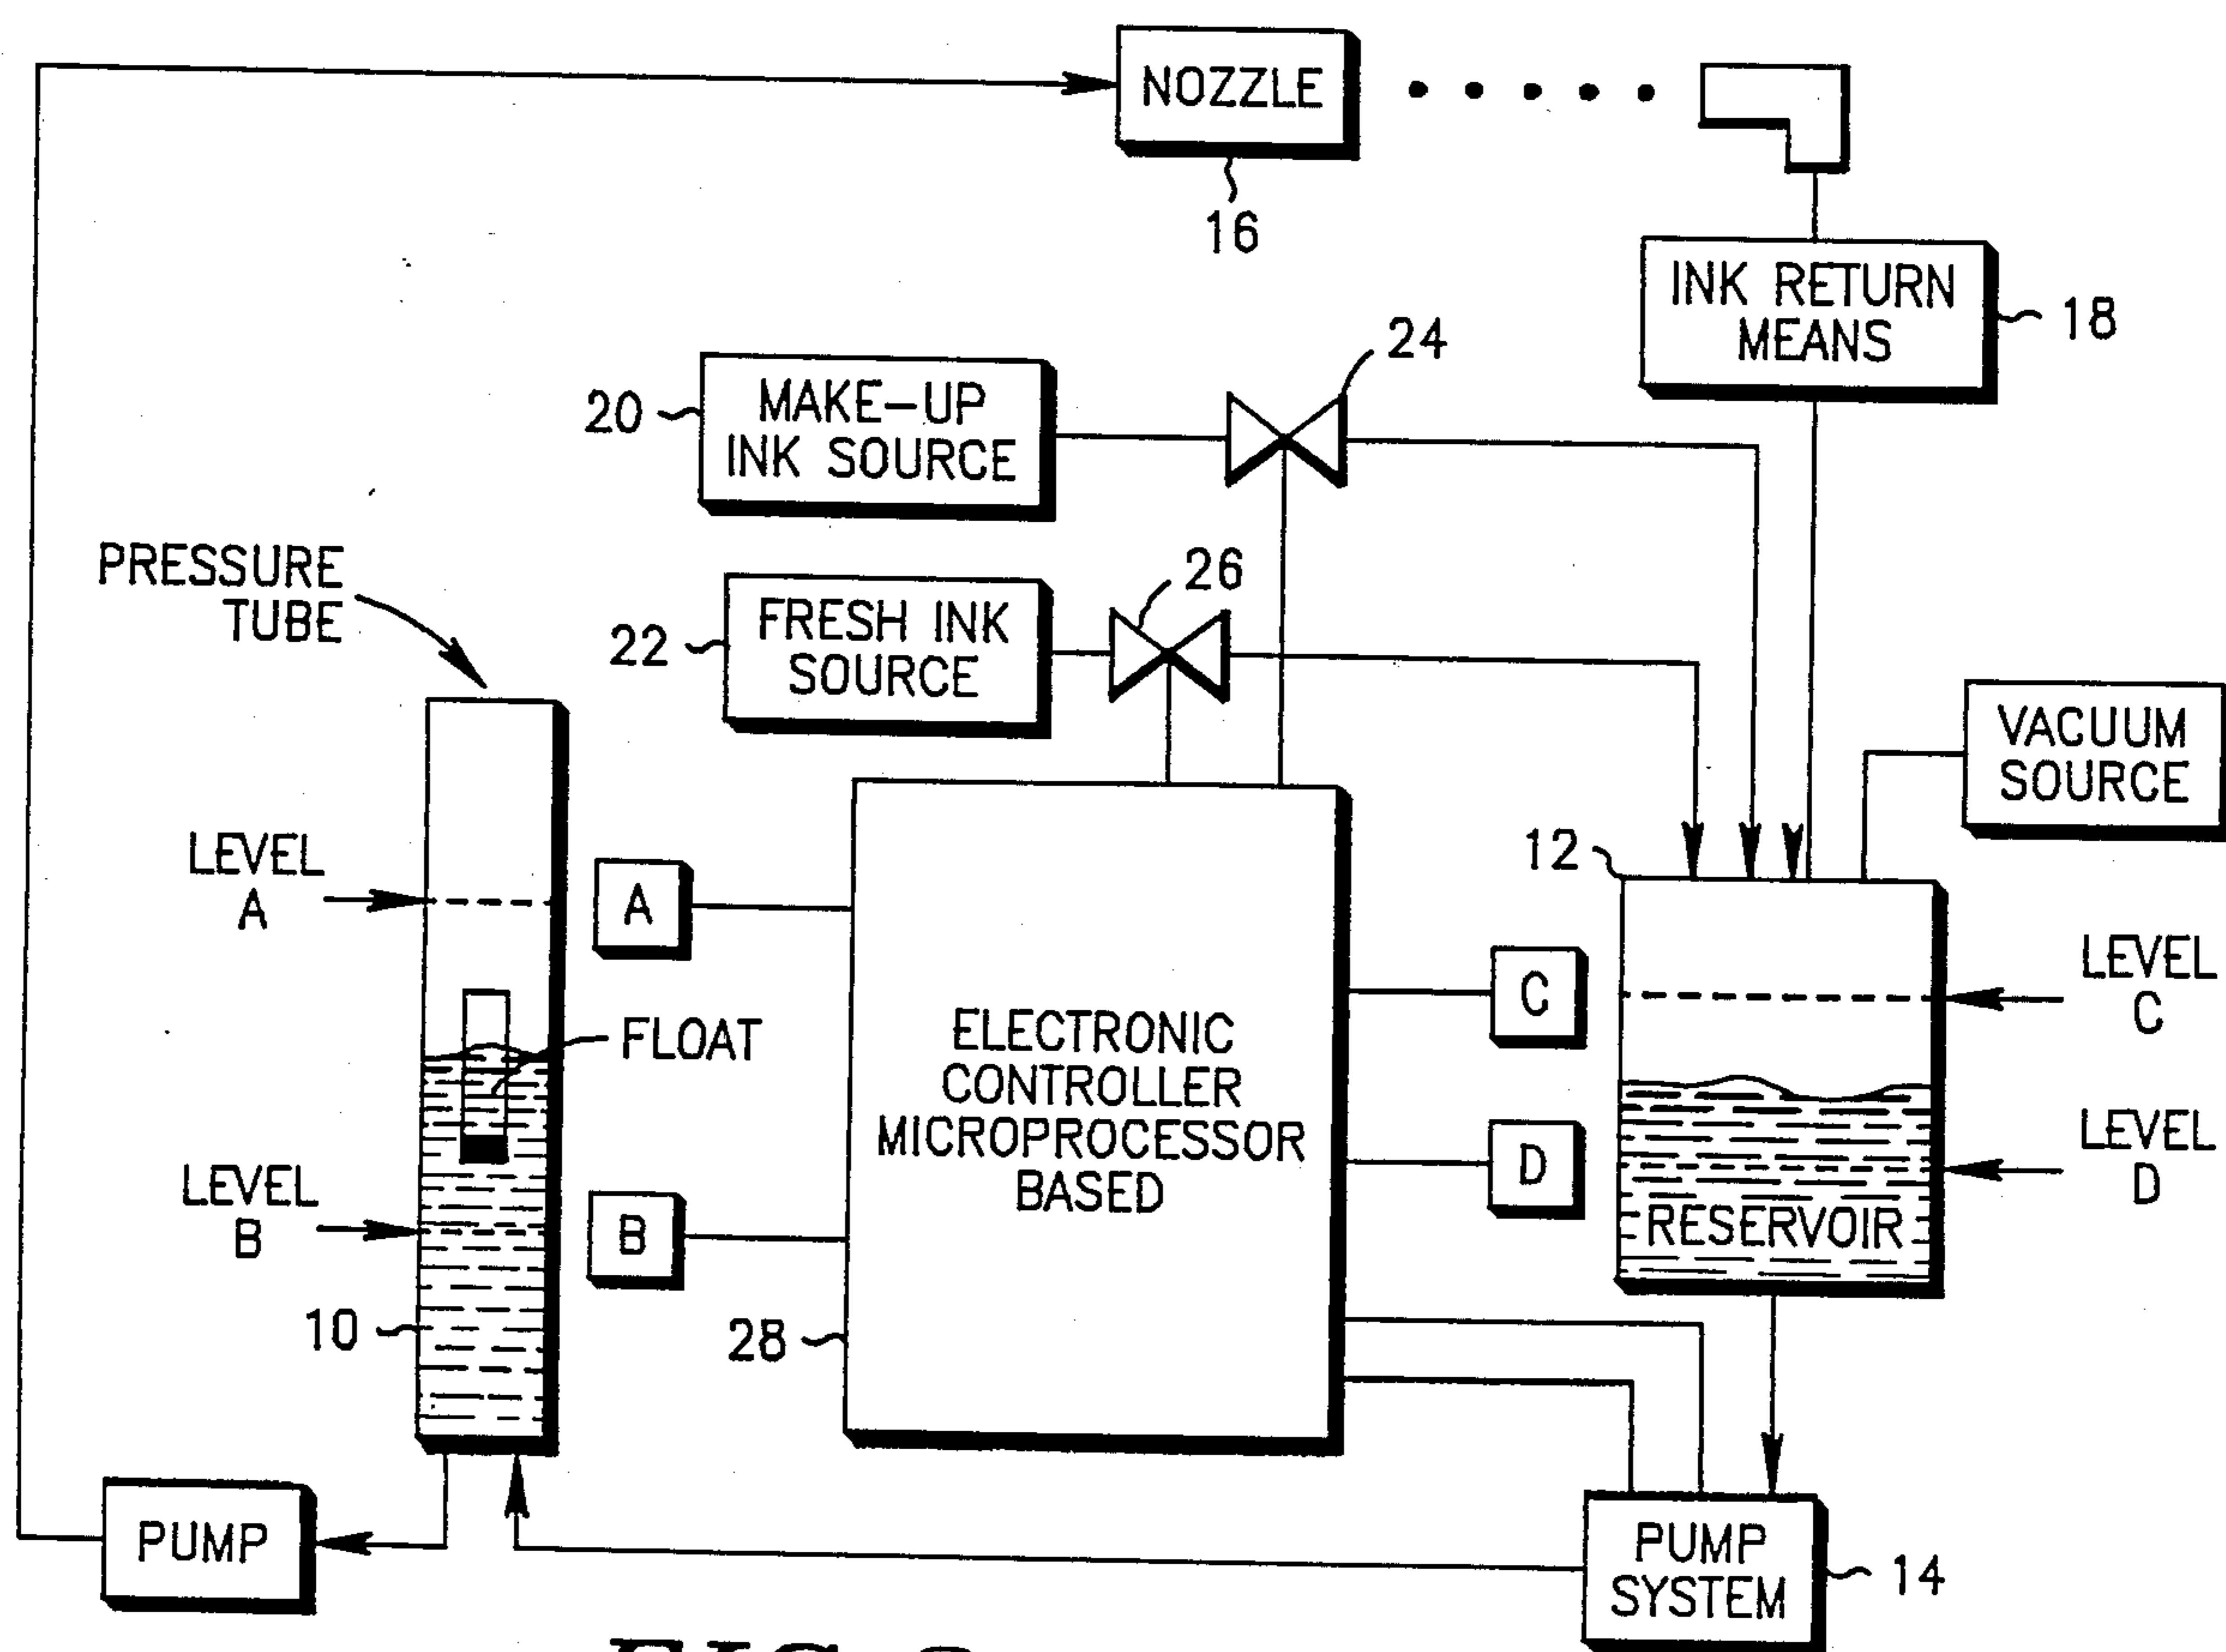 NOZZLE
16
INK RETURN
MEANS
18
24
20
MAKE-UP
INK SOURCE
PRESSURE
TUBE
26
22
FRESH INK
SOURCE
VACUUM
SOURCE
LEVEL
A
A
12
C
LEVEL
C
FLOAT
ELECTRONIC
CONTROLLER
MICROPROCESSOR
BASED
D
LEVEL
D
LEVEL
B
B
RESERVOIR
10
28
PUMP
PUMP
SYSTEM
14